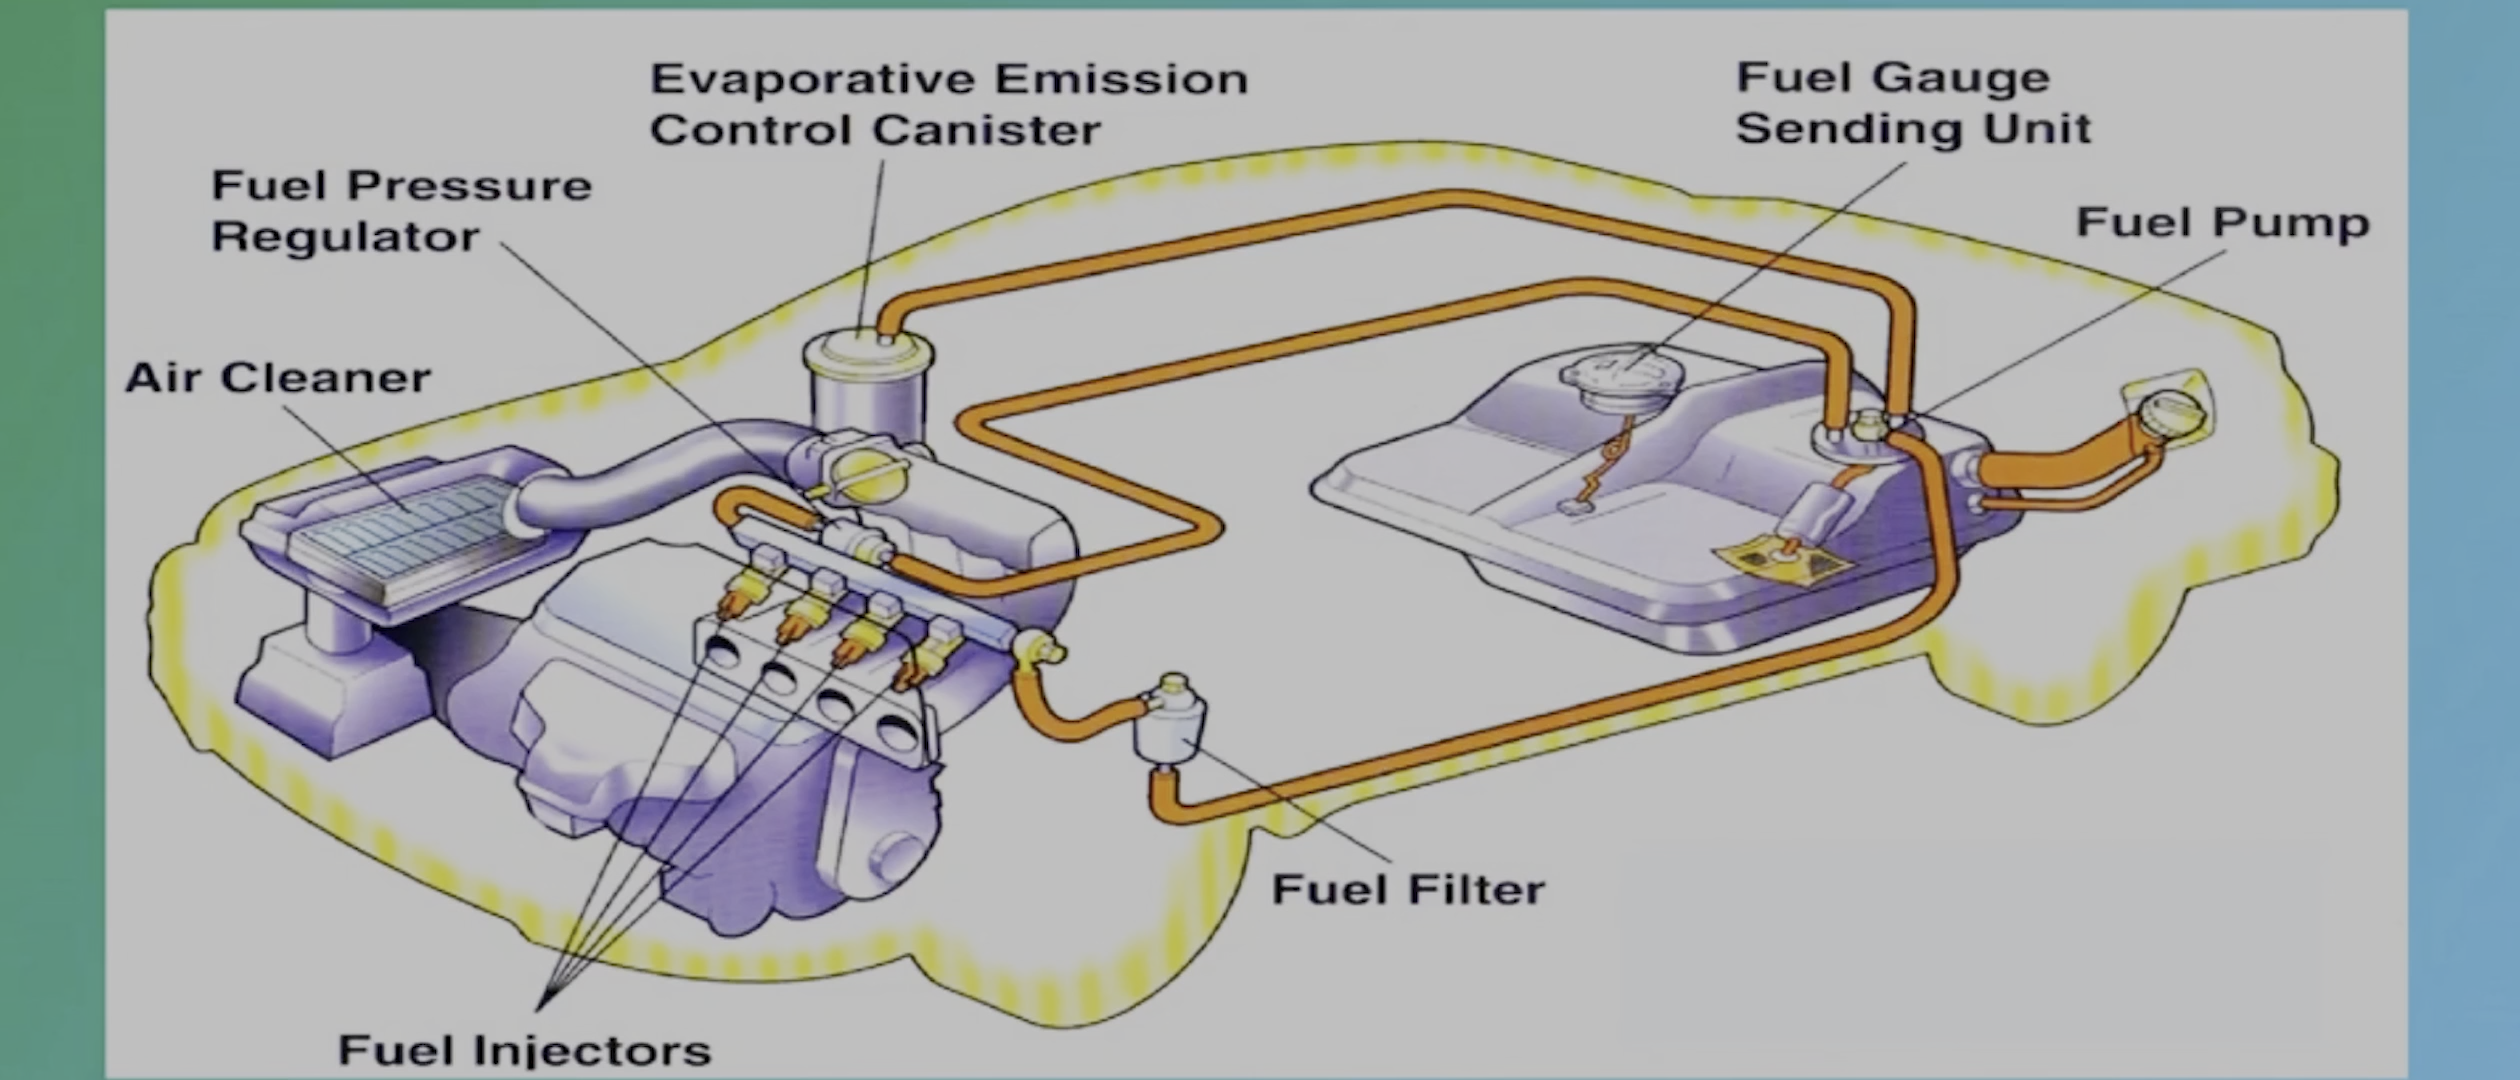 Evaporative Emission
Control Canister
Fuel Gauge
Sending Unit
Fuel Pressure
Regulator
Fuel Pump
Air Cleaner
Fuel Filter
Fuel Injectors